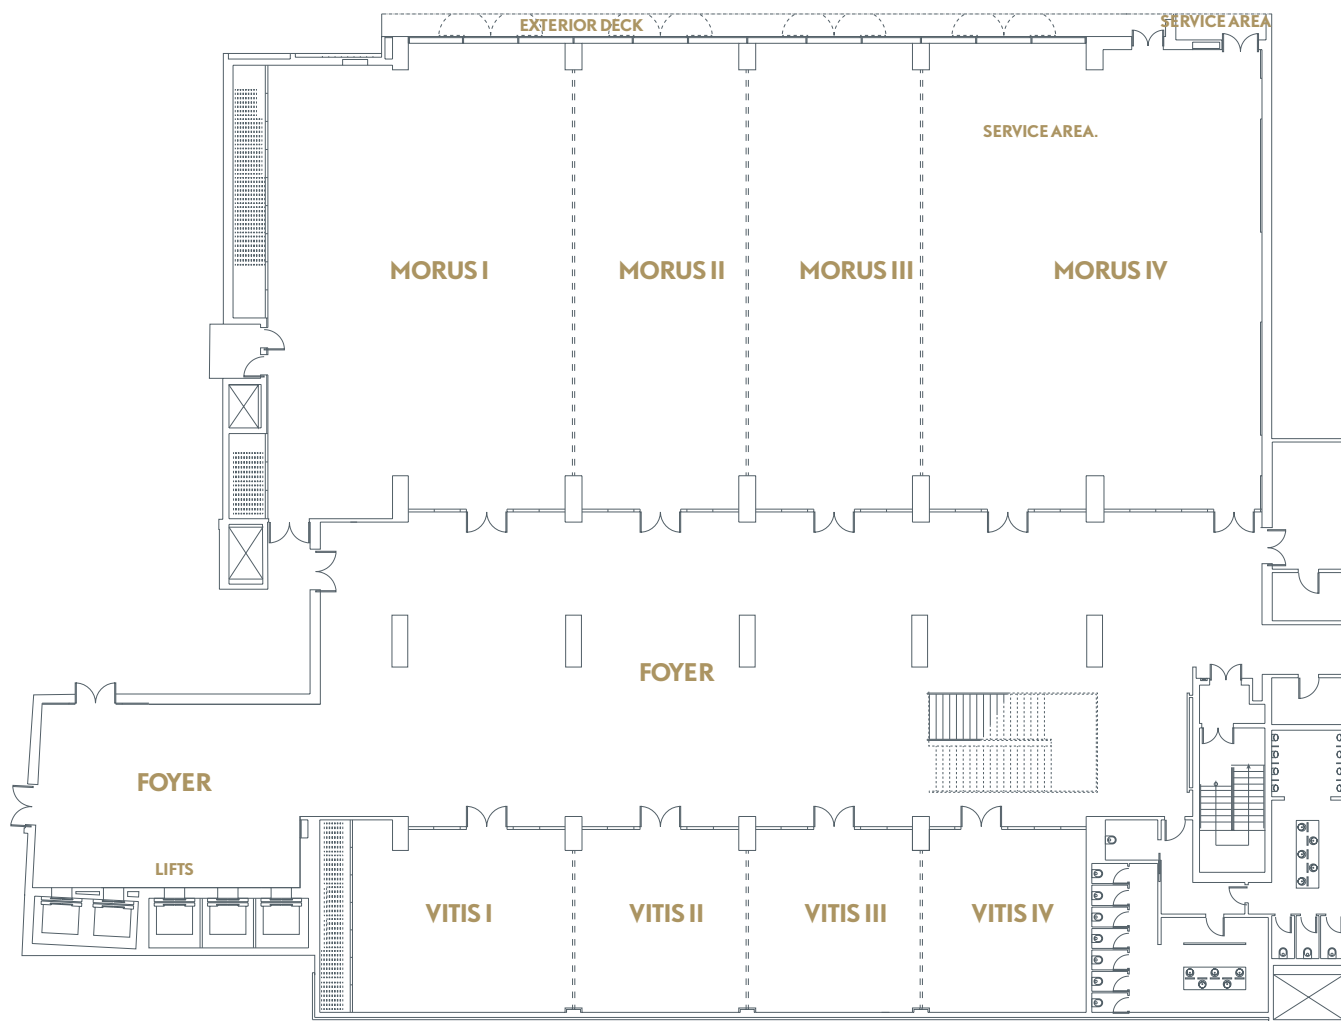 EXTERIOR DECK
SERVICE AREA
SERVICE AREA.
MORUS I
MORUS II
MORUS III
MORUS IV
FOYER
FOYER
LIFTS
VITIS I
VITIS II
VITIS III
VITIS IV